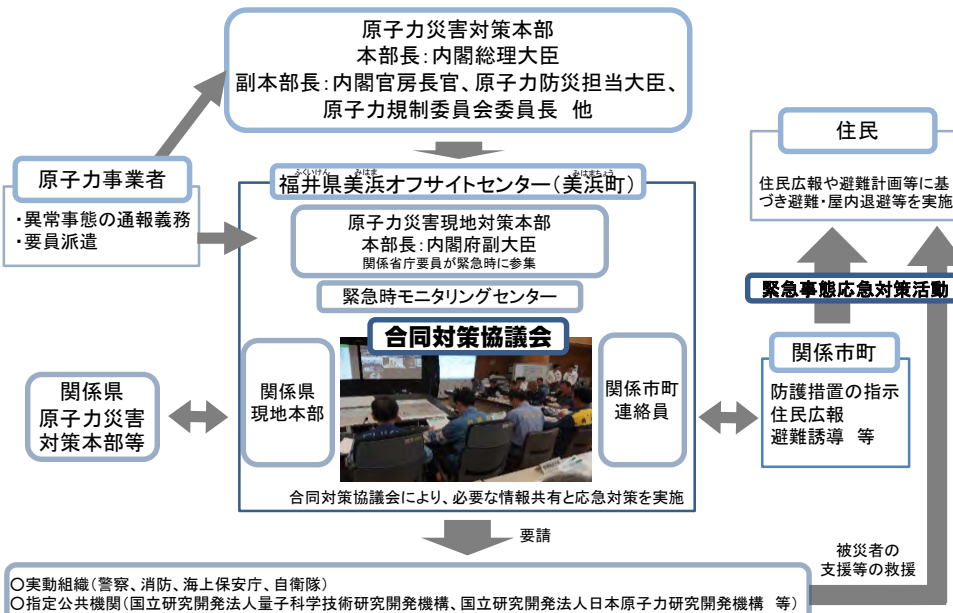 原子力災害対策本部
本部長：内閣総理大臣
副本部長：内閣官房長官、原子力防災担当大臣、
原子力規制委員会委員長 他
原子力事業者
・異常事態の通報義務
・要員派遣
福井県美浜オフサイトセンター（美浜町）
ふくいけん みはま みはまちょう
原子力災害現地対策本部
本部長：内閣府副大臣
関係省庁要員が緊急時に参集
緊急時モニタリングセンター
合同対策協議会
関係県
現地本部
関係市町
連絡員
合同対策協議会により、必要な情報共有と応急対策を実施
関係県
原子力災害
対策本部等
住民
住民広報や避難計画等に基
づき避難・屋内退避等を実施
緊急事態応急対策活動
関係市町
防護措置の指示
住民広報
避難誘導 等
要請
被災者の
支援等の救援
○実動組織（警察、消防、海上保安庁、自衛隊）
○指定公共機関（国立研究開発法人量子科学技術研究開発機構、国立研究開発法人日本原子力研究開発機構 等）